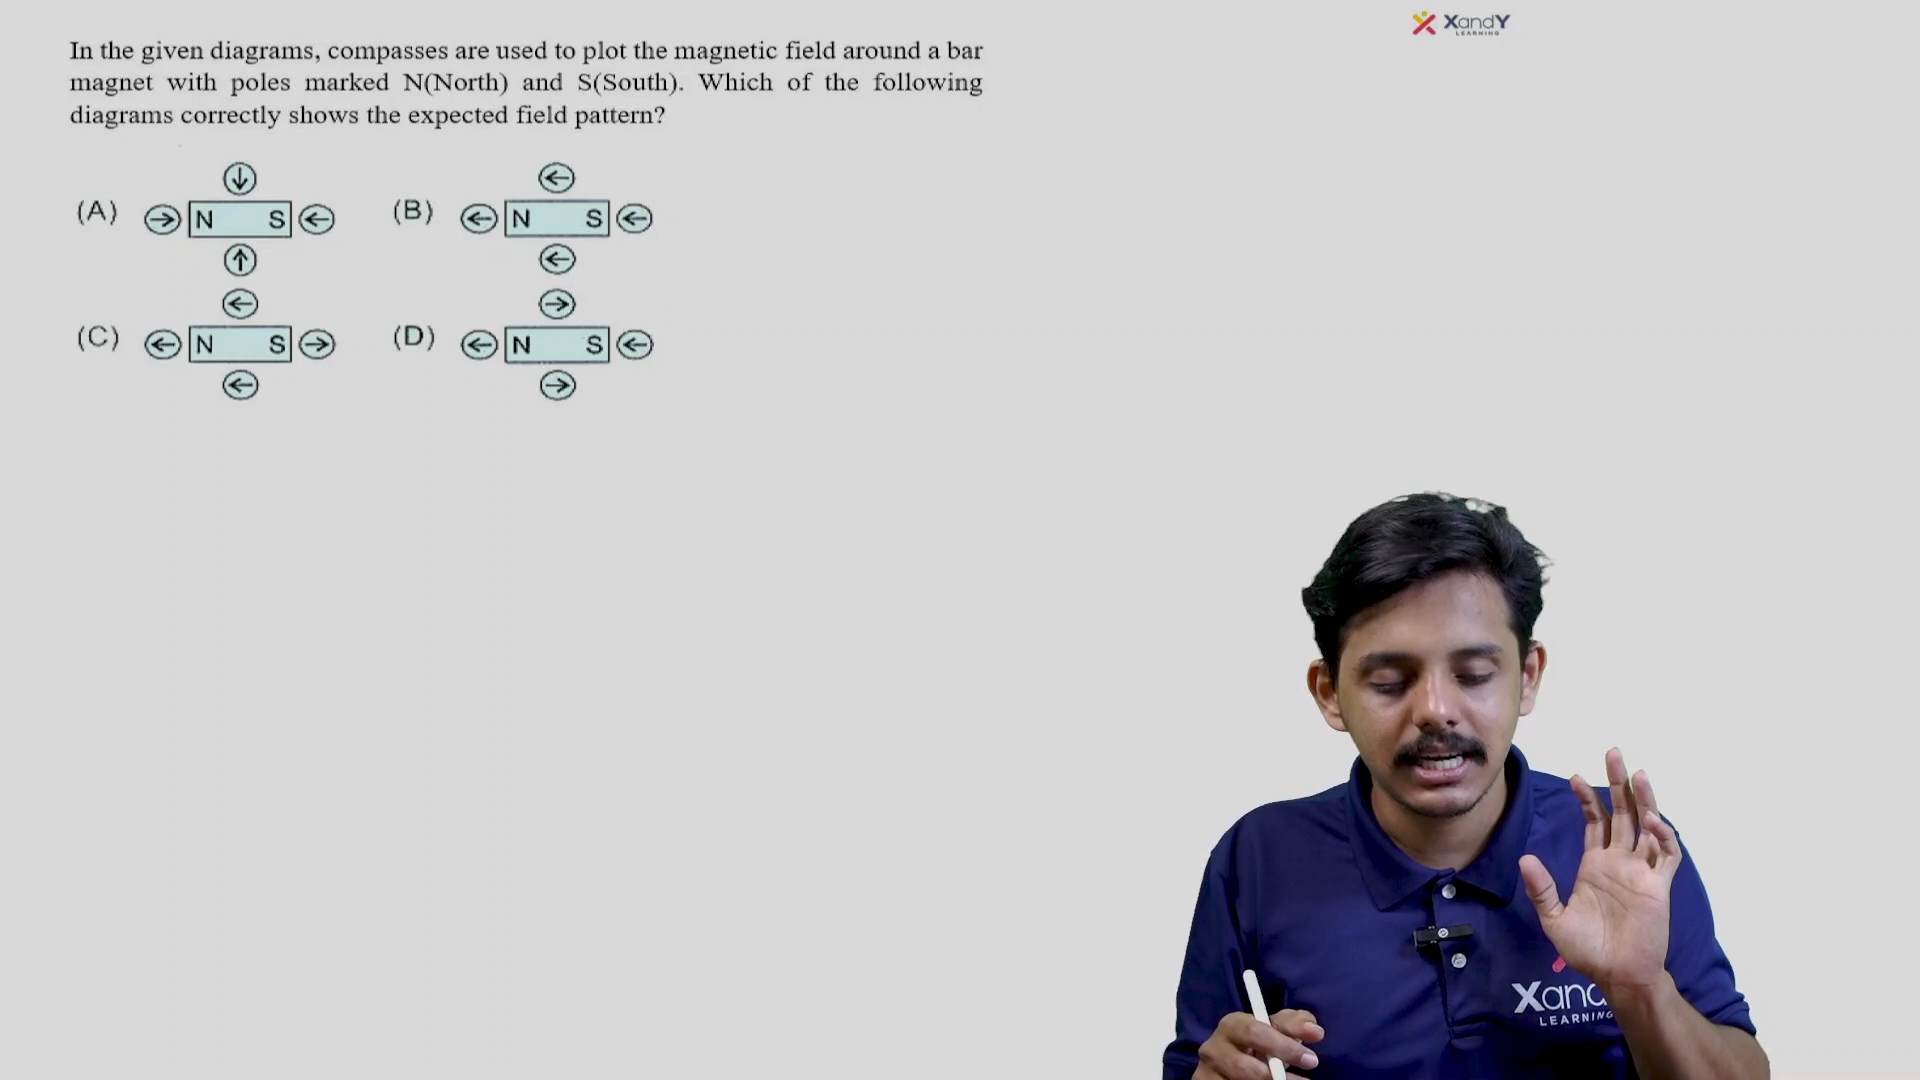 XandY
LEARNING
In the given diagrams, compasses are used to plot the magnetic field around a bar
magnet with poles marked N(North) and S(South). Which of the following
diagrams correctly shows the expected field pattern?
(A) N S (B) N S
(C) N S (D) N S
Xand
LEARNING